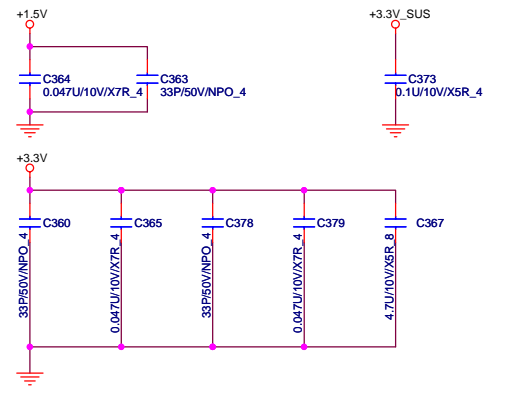 +1.5V
+3.3V_SUS
C364
0.047U/10V/X7R_4
C363
33P/50V/NPO_4
C373
0.1U/10V/X5R_4
+3.3V
C360
33P/50V/NPO_4
C365
0.047U/10V/X7R_4
C378
33P/50V/NPO_4
C379
0.047U/10V/X7R_4
C367
4.7U/10V/X5R_8